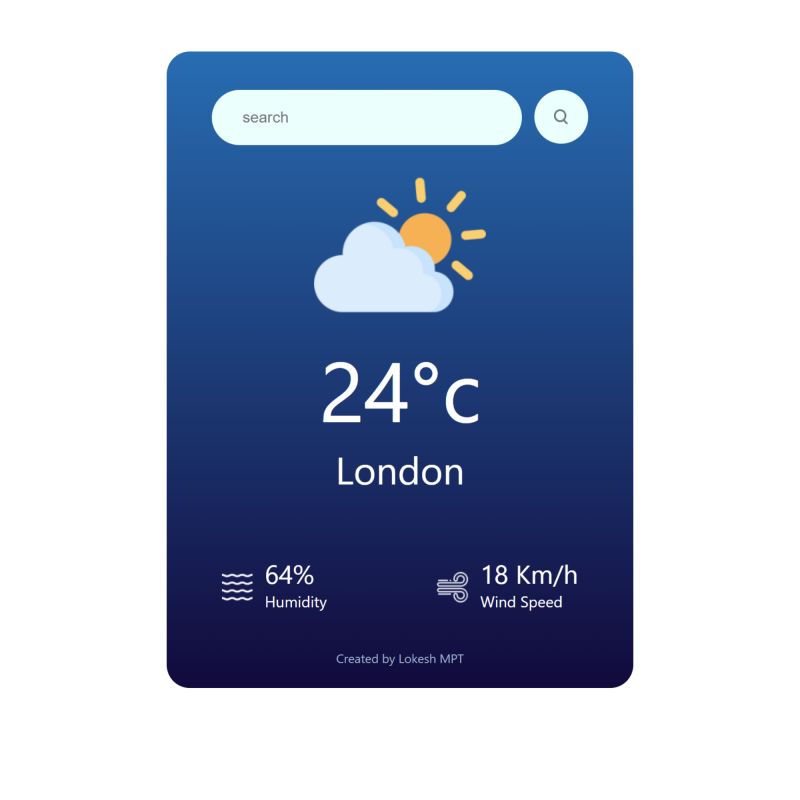 search
24°c
London
64%
Humidity
18 Km/h
Wind Speed
Created by Lokesh MPT